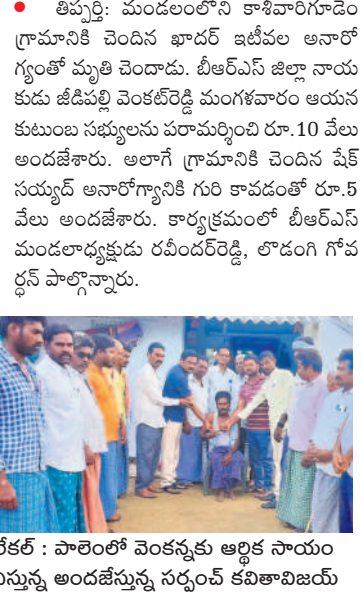 • తిప్పర్తి: మండలంలోని కాశివారిగూడెం
గ్రామానికి చెందిన ఖాదర్ ఇటీవల అనారో
గ్యంతో మృతి చెందాడు. బీఆర్ఎస్ జిల్లా నాయ
కుడు జీడిపల్లి వెంకట్‌రెడ్డి మంగళవారం ఆయన
కుటుంబ సభ్యులను పరామర్శించి రూ.10 వేలు
అందజేశారు. అలాగే గ్రామానికి చెందిన షేక్
సయ్యద్ అనారోగ్యానికి గురి కావడంతో రూ.5
వేలు అందజేశారు. కార్యక్రమంలో బీఆర్ఎస్
మండలాధ్యక్షుడు రవీందర్‌రెడ్డి, లొడంగి గోవ
ర్ధన్ పాల్గొన్నారు.
రేకల్ : పాలెంలో వెంకన్నకు ఆర్థిక సాయం
స్తున్న అందజేస్తున్న సర్పంచ్ కవితావిజయ్